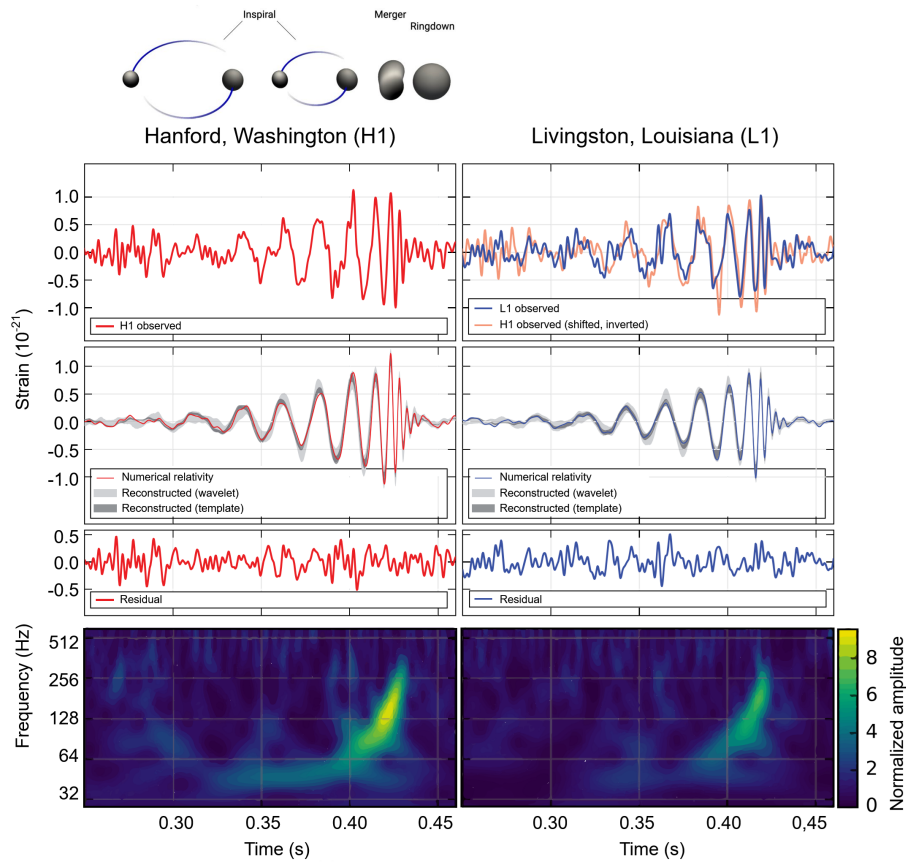 Inspiral
Merger
Ringdown
Hanford, Washington (H1)
Livingston, Louisiana (L1)
Strain (10⁻²¹)
1.0
0.5
0.0
-0.5
-1.0
H1 observed
L1 observed
H1 observed (shifted, inverted)
1.0
0.5
0.0
-0.5
-1.0
Numerical relativity
Reconstructed (wavelet)
Reconstructed (template)
Numerical relativity
Reconstructed (wavelet)
Reconstructed (template)
0.5
0.0
-0.5
Residual
Residual
Frequency (Hz)
512
256
128
64
32
Normalized amplitude
8
6
4
2
0
0.30
0.35
0.40
0.45
0.30
0.35
0.40
0,45
Time (s)
Time (s)